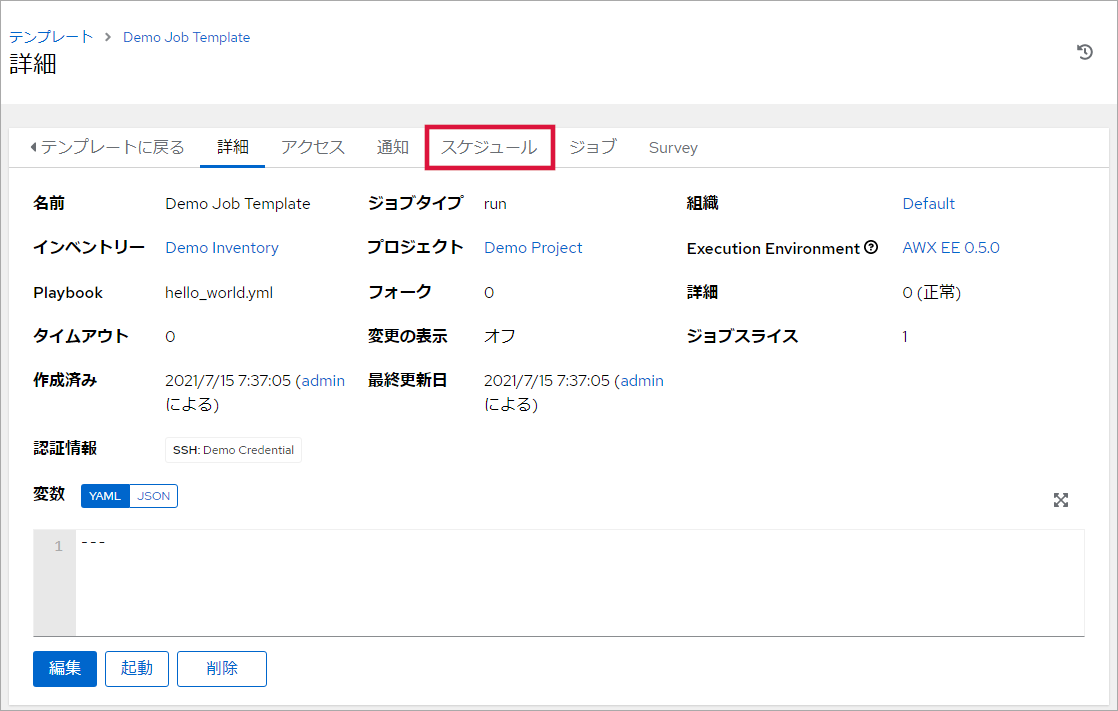 テンプレート > Demo Job Template
詳細
テンプレートに戻る 詳細 アクセス 通知 スケジュール ジョブ Survey
名前 Demo Job Template ジョブタイプ run 組織 Default
インベントリー Demo Inventory プロジェクト Demo Project Execution Environment AWX EE 0.5.0
Playbook hello_world.yml フォーク 0 詳細 0 (正常)
タイムアウト 0 変更の表示 オフ ジョブスライス 1
作成済み 2021/7/15 7:37:05 (admin 最終更新日 2021/7/15 7:37:05 (admin
による) による)
認証情報 SSH: Demo Credential
変数 YAML JSON
1 ---
編集 起動 削除